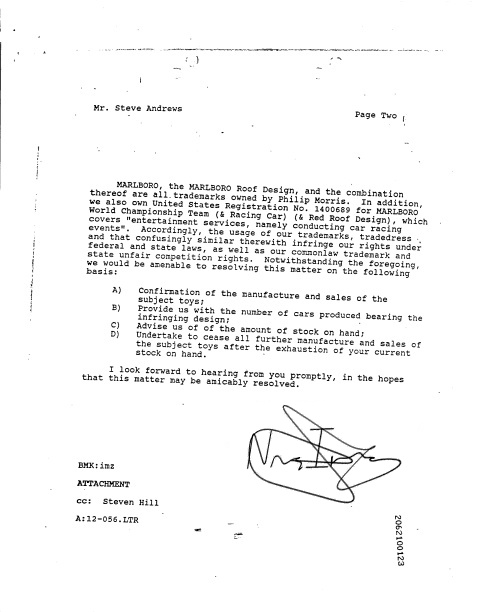 Mr. Steve Andrews
Page Two
MARLBORO, the MARLBORO Roof Design, and the combination
thereof are all trademarks owned by Philip Morris. In addition,
we also own United States Registration No. 1400689 for MARLBORO
World Championship Team (& Racing Car) (& Red Roof Design), which
covers "entertainment services, namely conducting car racing
events". Accordingly, the usage of our trademarks, tradedress
and that confusingly similar therewith infringe our rights under
federal and state laws, as well as our commonlaw trademark and
state unfair competition rights. Notwithstanding the foregoing,
we would be amenable to resolving this matter on the following
basis:
A) Confirmation of the manufacture and sales of the
subject toys;
B) Provide us with the number of cars produced bearing the
infringing design;
C) Advise us of of the amount of stock on hand;
D) Undertake to cease all further manufacture and sales of
the subject toys after the exhaustion of your current
stock on hand.
I look forward to hearing from you promptly, in the hopes
that this matter may be amicably resolved.
BMK:imz
ATTACHMENT
cc: Steven Hill
A:12-056.LTR
2062100123